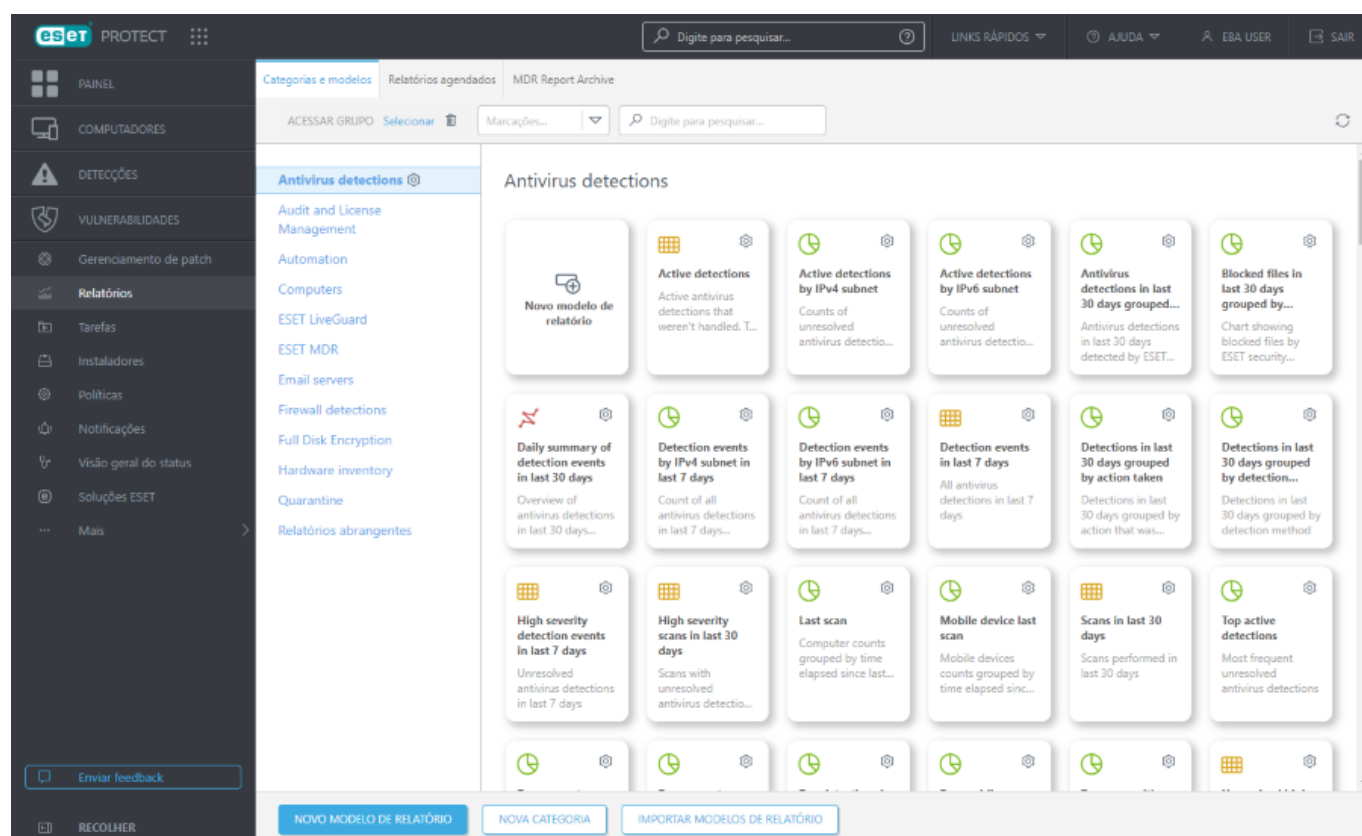 eset PROTECT
Digite para pesquisar...
LINKS RÁPIDOS
AJUDA
EBA USER
SAIR
PAINEL
COMPUTADORES
DETECÇÕES
VULNERABILIDADES
Gerenciamento de patch
Relatórios
Tarefas
Instaladores
Políticas
Notificações
Visão geral do status
Soluções ESET
Mais
Enviar feedback
RECOLHER
Categorias e modelos
Relatórios agendados
MDR Report Archive
ACESSAR GRUPO Selecionar
Marcações...
Digite para pesquisar...
Antivirus detections
Audit and License
Management
Automation
Computers
ESET LiveGuard
ESET MDR
Email servers
Firewall detections
Full Disk Encryption
Hardware inventory
Quarantine
Relatórios abrangentes
Antivirus detections
Novo modelo de
relatório
Active detections
Active antivirus
detections that
weren't handled. T...
Active detections
by IPv4 subnet
Counts of
unresolved
antivirus detectio...
Active detections
by IPv6 subnet
Counts of
unresolved
antivirus detectio...
Antivirus
detections in last
30 days grouped...
Antivirus detections
in last 30 days
detected by ESET...
Blocked files in
last 30 days
grouped by...
Chart showing
blocked files by
ESET security...
Daily summary of
detection events
in last 30 days
Overview of
antivirus detections
in last 30 days...
Detection events
by IPv4 subnet in
last 7 days
Count of all
antivirus detections
in last 7 days...
Detection events
by IPv6 subnet in
last 7 days
Count of all
antivirus detections
in last 7 days...
Detection events
in last 7 days
All antivirus
detections in last 7
days
Detections in last
30 days grouped
by action taken
Detections in last
30 days grouped by
action that was...
Detections in last
30 days grouped
by detection...
Detections in last
30 days grouped by
detection method
High severity
detection events
in last 7 days
Unresolved
antivirus detections
in last 7 days
High severity
scans in last 30
days
Scans with
unresolved
antivirus detectio...
Last scan
Computer counts
grouped by time
elapsed since last...
Mobile device last
scan
Mobile devices
counts grouped by
time elapsed sinc...
Scans in last 30
days
Scans performed in
last 30 days
Top active
detections
Most frequent
unresolved
antivirus detections
NOVO MODELO DE RELATÓRIO
NOVA CATEGORIA
IMPORTAR MODELOS DE RELATÓRIO